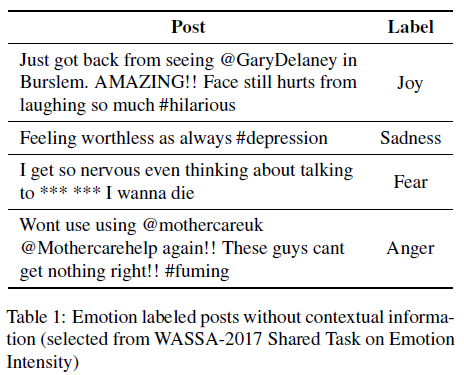 Post Label
Just got back from seeing @GaryDelaney in
Burslem. AMAZING!! Face still hurts from
laughing so much #hilarious
Joy
Feeling worthless as always #depression Sadness
I get so nervous even thinking about talking
to *** *** I wanna die
Fear
Wont use using @mothercareuk
@Mothercarehelp again!! These guys cant
get nothing right!! #fuming
Anger
Table 1: Emotion labeled posts without contextual informa-
tion (selected from WASSA-2017 Shared Task on Emotion
Intensity)